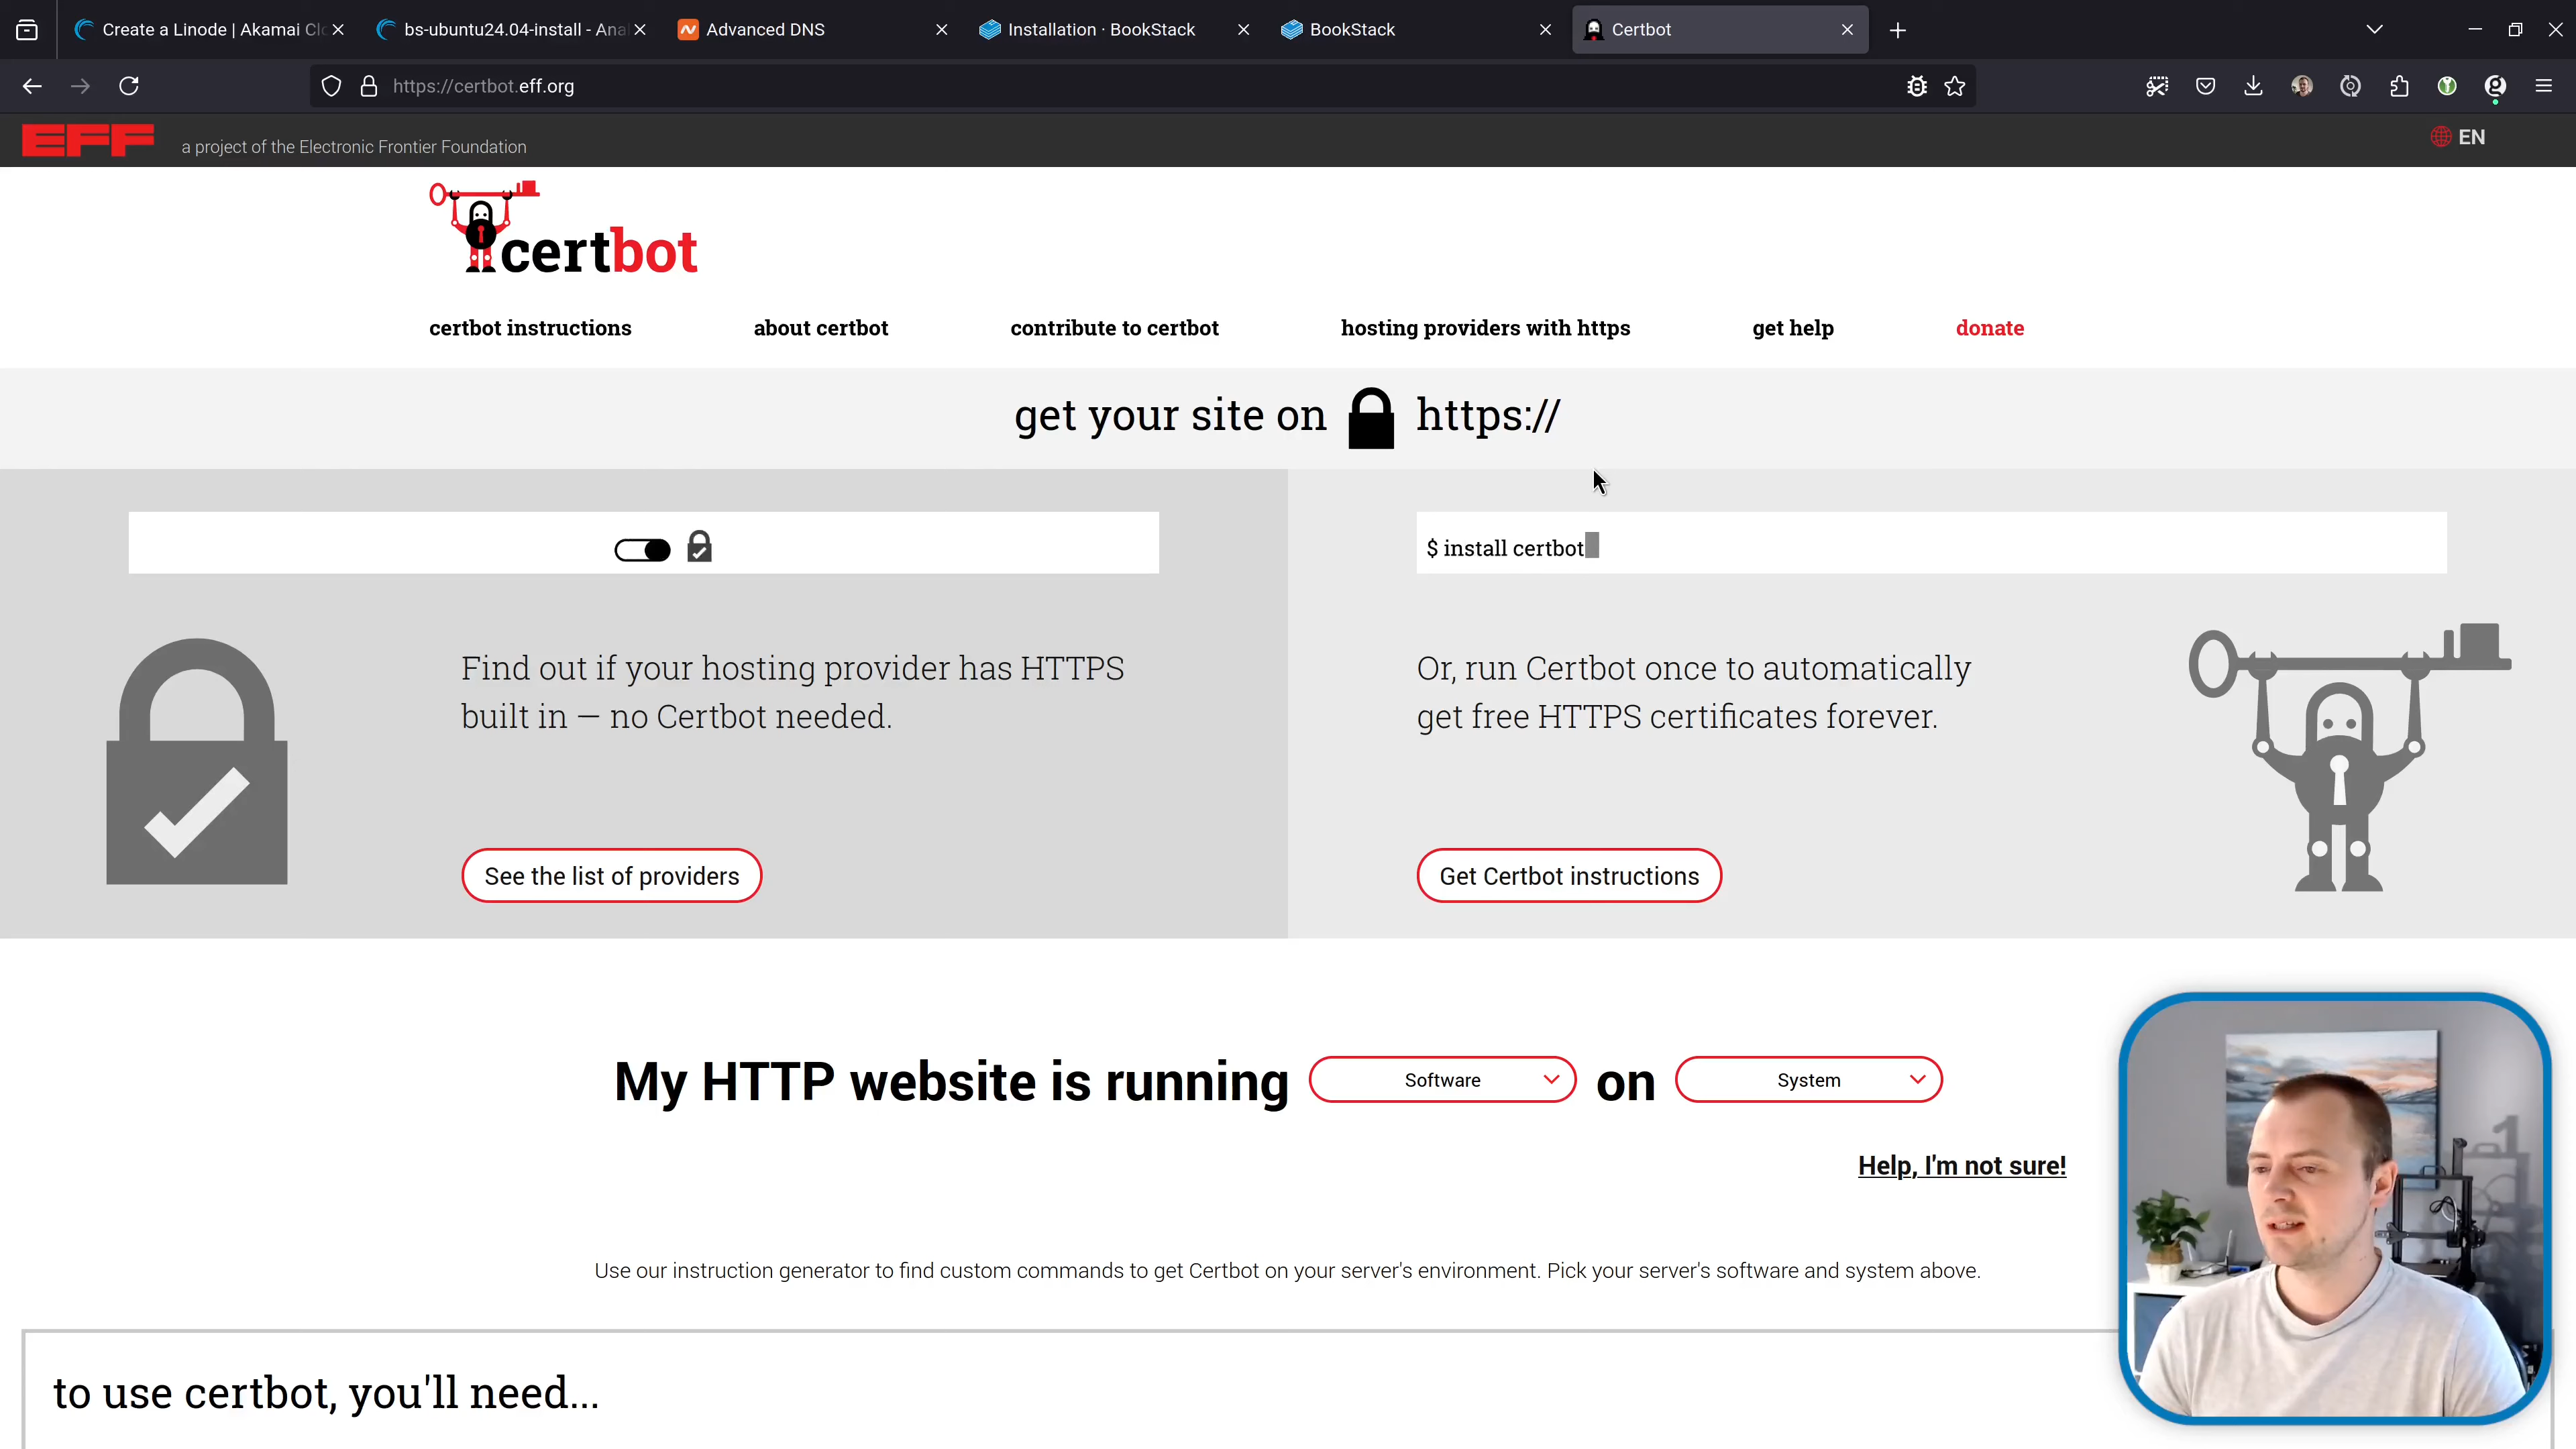 Create a Linode | Akamai Cl
bs-ubuntu24.04-install - Ana
Advanced DNS
Installation · BookStack
BookStack
Certbot
https://certbot.eff.org
EFF
a project of the Electronic Frontier Foundation
EN
certbot
certbot instructions
about certbot
contribute to certbot
hosting providers with https
get help
donate
get your site on https://
$ install certbot
Find out if your hosting provider has HTTPS
built in — no Certbot needed.
See the list of providers
Or, run Certbot once to automatically
get free HTTPS certificates forever.
Get Certbot instructions
My HTTP website is running Software on System
Help, I'm not sure!
Use our instruction generator to find custom commands to get Certbot on your server's environment. Pick your server's software and system above.
to use certbot, you'll need...